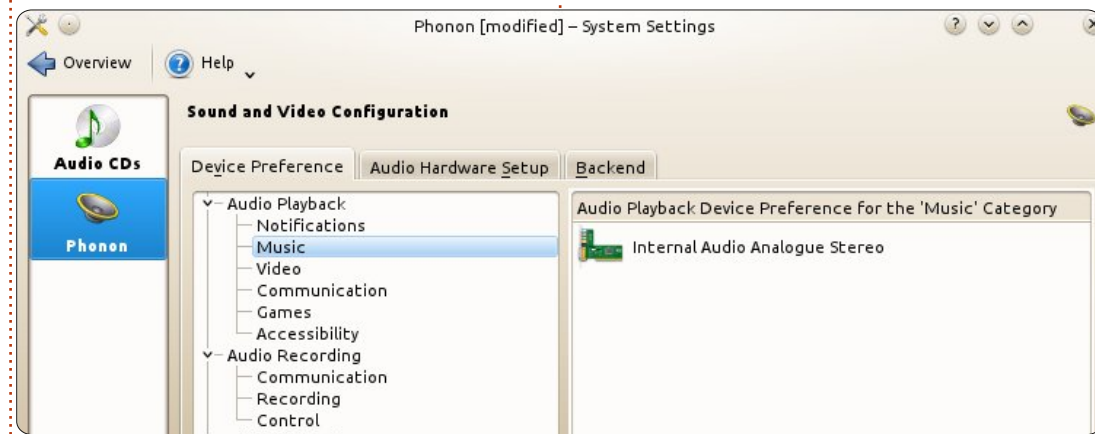 Phonon [modified] – System Settings
Overview
Help
Audio CDs
Phonon
Sound and Video Configuration
Device Preference
Audio Hardware Setup
Backend
Audio Playback
Notifications
Music
Video
Communication
Games
Accessibility
Audio Recording
Communication
Recording
Control
Audio Playback Device Preference for the 'Music' Category
Internal Audio Analogue Stereo